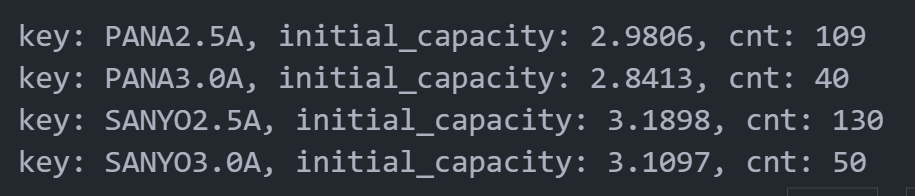 key: PANA2.5A, initial_capacity: 2.9806, cnt: 109
key: PANA3.0A, initial_capacity: 2.8413, cnt: 40
key: SANYO2.5A, initial_capacity: 3.1898, cnt: 130
key: SANYO3.0A, initial_capacity: 3.1097, cnt: 50